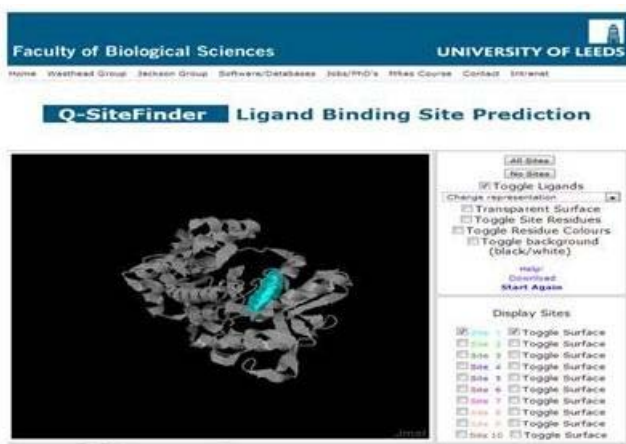 Faculty of Biological Sciences
UNIVERSITY OF LEEDS
Home Westhead Group Jackson Group Software/Databases Jobs/PhD's MRes Course Contact Intranet
Q-SiteFinder Ligand Binding Site Prediction
All Sites
No Sites
Toggle Ligands
Change representation
Transparent Surface
Toggle Site Residues
Toggle Residue Colours
Toggle background
(black/white)
Help!
Download
Start Again
Display Sites
Site 1 Toggle Surface
Site 2 Toggle Surface
Site 3 Toggle Surface
Site 4 Toggle Surface
Site 5 Toggle Surface
Site 6 Toggle Surface
Site 7 Toggle Surface
Site 8 Toggle Surface
Site 9 Toggle Surface
Site 10 Toggle Surface
Jmol